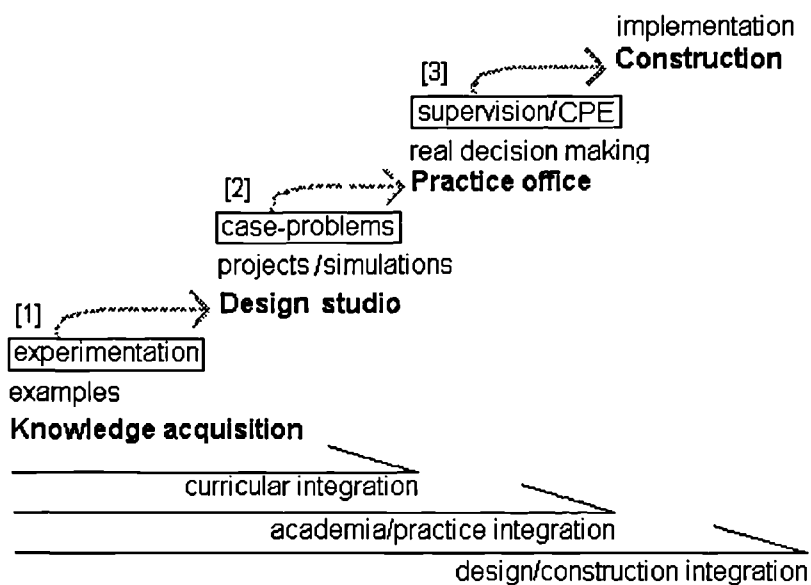 implementation
Construction
[3]
supervision/CPE
real decision making
Practice office
[2]
case-problems
projects/simulations
Design studio
[1]
experimentation
examples
Knowledge acquisition
curricular integration
academia/practice integration
design/construction integration